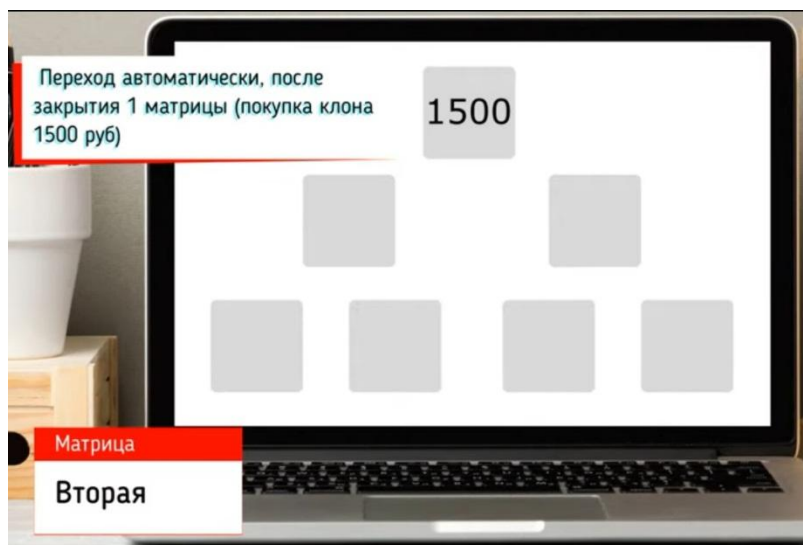 Переход автоматически, после
закрытия 1 матрицы (покупка клона
1500 руб)
1500
Матрица
Вторая